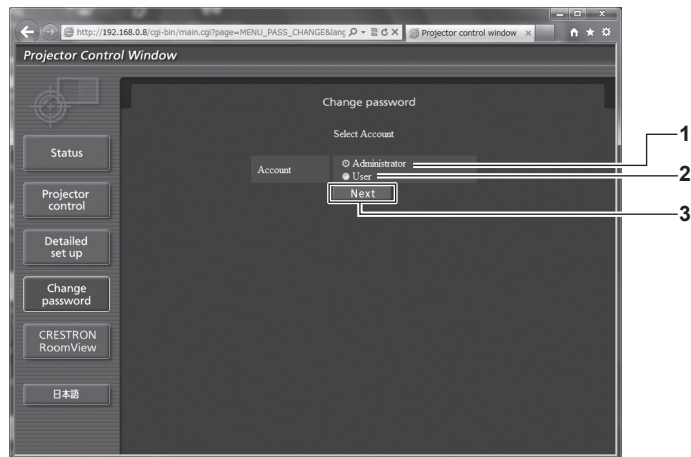 http://192.168.0.8/cgi-bin/main.cgi?page=MENU_PASS_CHANGE&lang
Projector control window
Projector Control Window
Change password
Select Account
Account
Administrator
User
Next
Status
Projector
control
Detailed
set up
Change
password
CRESTRON
RoomView
日本語
1
2
3